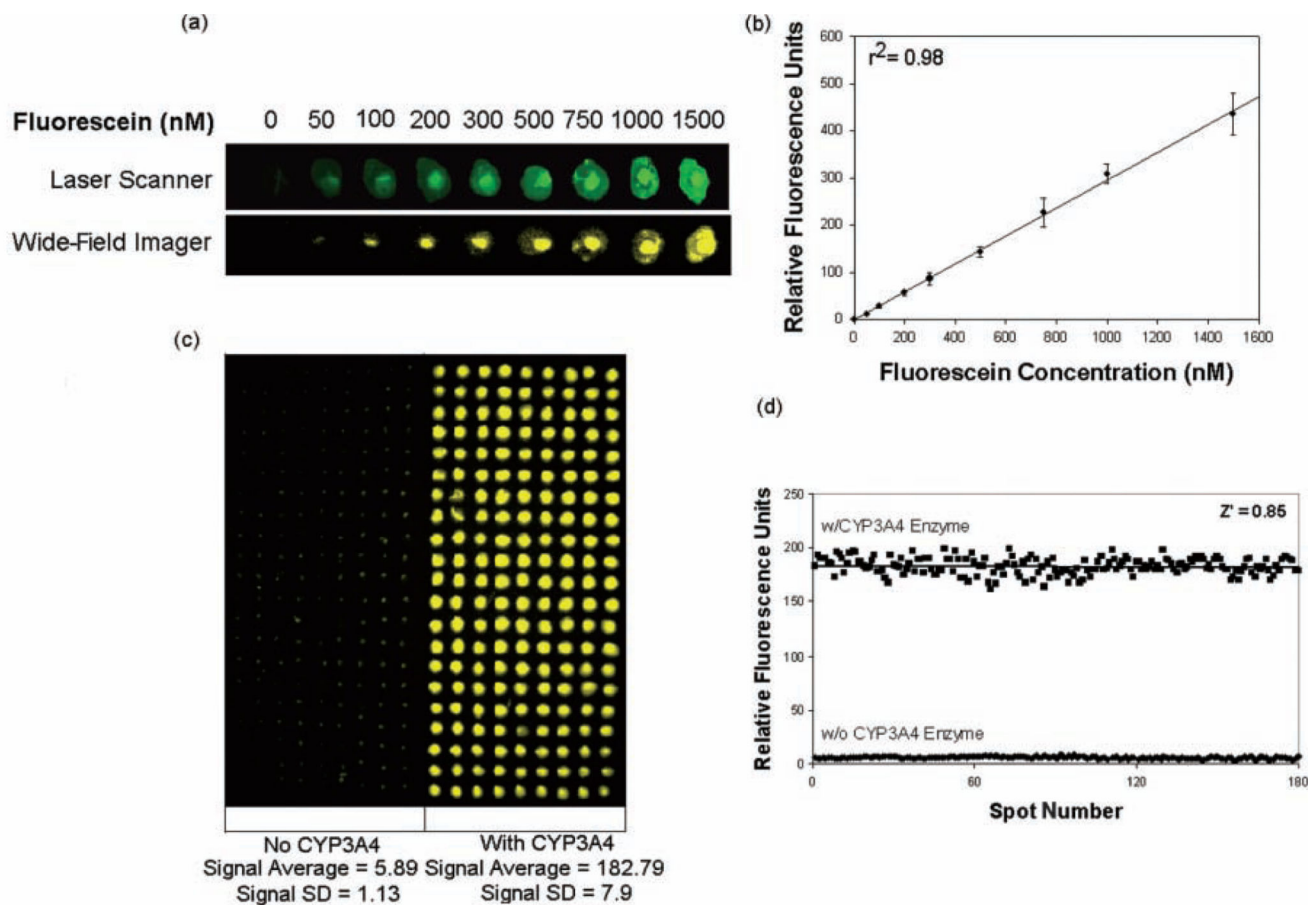 (a)
Fluorescein (nM) 0 50 100 200 300 500 750 1000 1500
Laser Scanner
Wide-Field Imager
(b)
r2= 0.98
Relative Fluorescence Units
600
500
400
300
200
100
0
0 200 400 600 800 1000 1200 1400 1600
Fluorescein Concentration (nM)
(c)
No CYP3A4
Signal Average = 5.89
Signal SD = 1.13
With CYP3A4
Signal Average = 182.79
Signal SD = 7.9
(d)
Relative Fluorescence Units
250
200
150
100
50
0
Z' = 0.85
w/CYP3A4 Enzyme
w/o CYP3A4 Enzyme
0 60 120 180
Spot Number